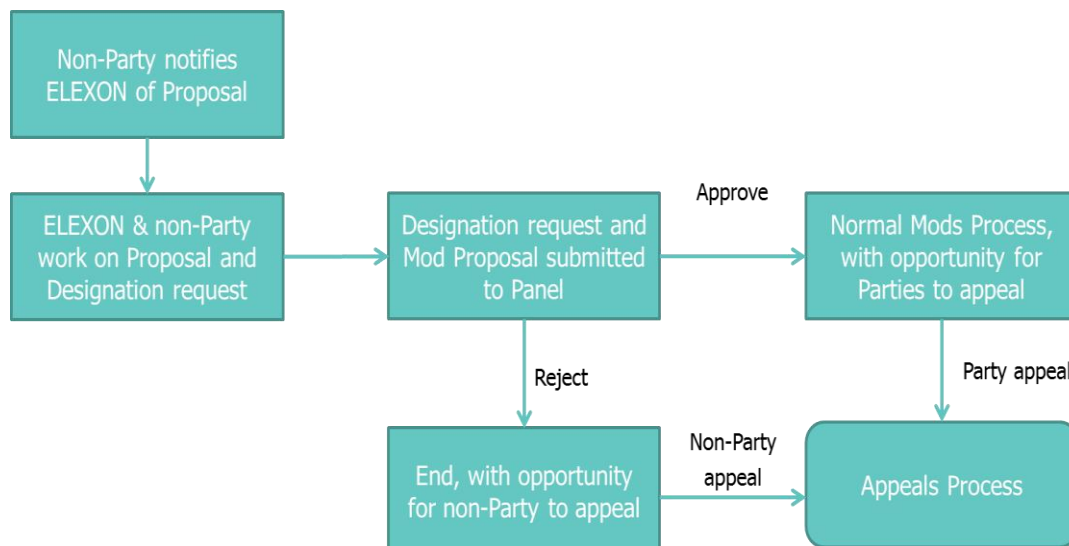 Non-Party notifies
ELEXON of Proposal
ELEXON & non-Party
work on Proposal and
Designation request
Designation request and
Mod Proposal submitted
to Panel
Approve
Normal Mods Process,
with opportunity for
Parties to appeal
Reject
Party appeal
End, with opportunity
for non-Party to appeal
Non-Party
appeal
Appeals Process